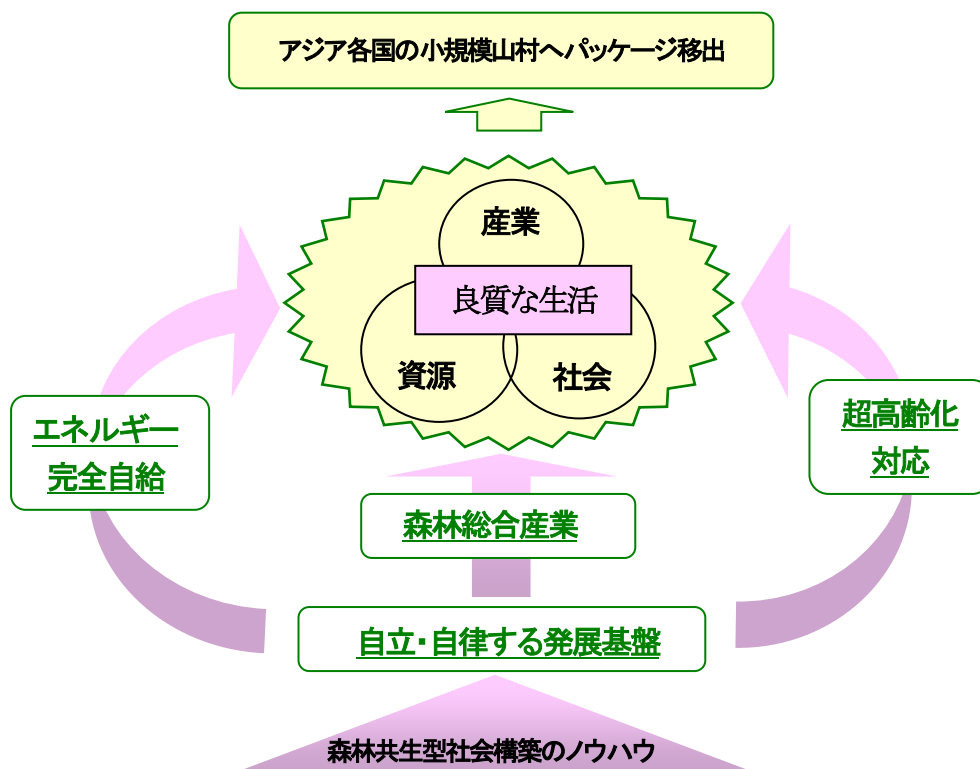 アジア各国の小規模山村へパッケージ移出
産業
良質な生活
資源
社会
エネルギー
完全自給
超高齢化
対応
森林総合産業
自立・自律する発展基盤
森林共生型社会構築のノウハウ